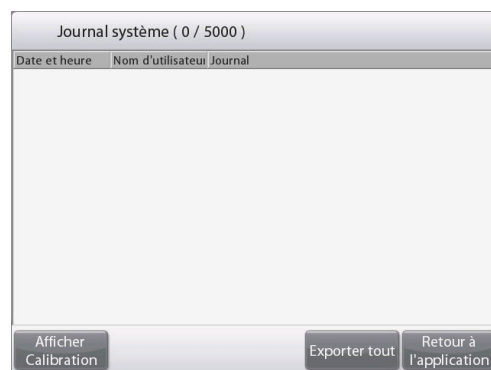 Journal système ( 0 / 5000 )
Date et heure Nom d'utilisateur Journal
Afficher
Calibration
Exporter tout
Retour à
l'application